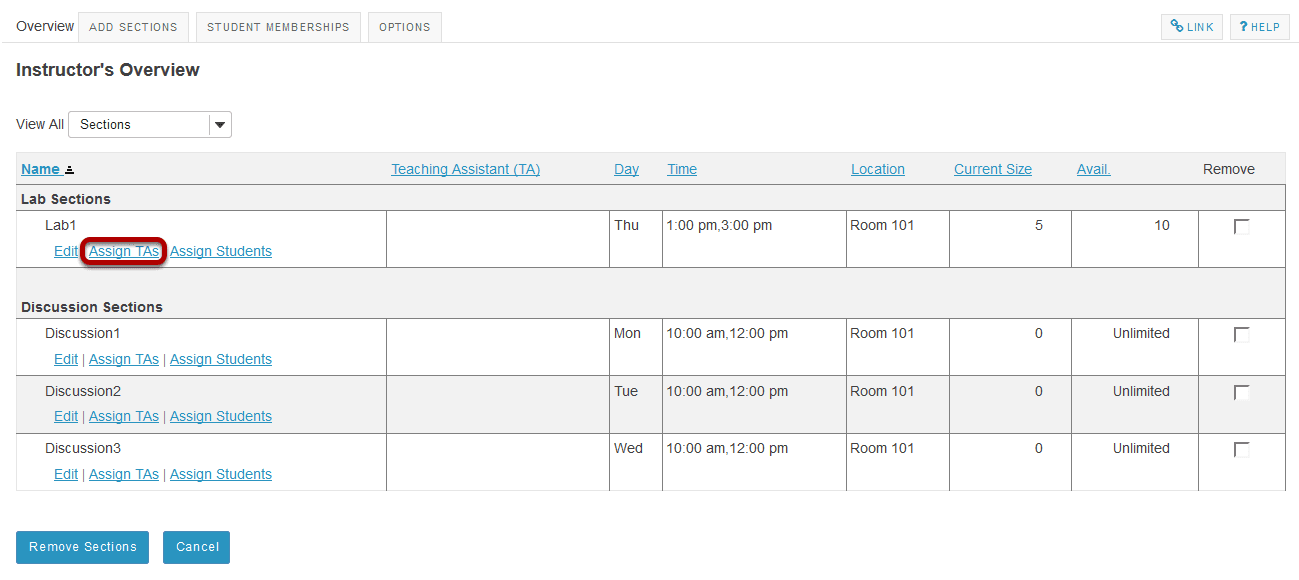 Overview ADD SECTIONS STUDENT MEMBERSHIPS OPTIONS LINK ? HELP
Instructor's Overview
View All Sections
Name Teaching Assistant (TA) Day Time Location Current Size Avail. Remove
Lab Sections
Lab1 Thu 1:00 pm,3:00 pm Room 101 5 10
Edit Assign TAs Assign Students
Discussion Sections
Discussion1 Mon 10:00 am,12:00 pm Room 101 0 Unlimited
Edit | Assign TAs | Assign Students
Discussion2 Tue 10:00 am,12:00 pm Room 101 0 Unlimited
Edit | Assign TAs | Assign Students
Discussion3 Wed 10:00 am,12:00 pm Room 101 0 Unlimited
Edit | Assign TAs | Assign Students
Remove Sections Cancel